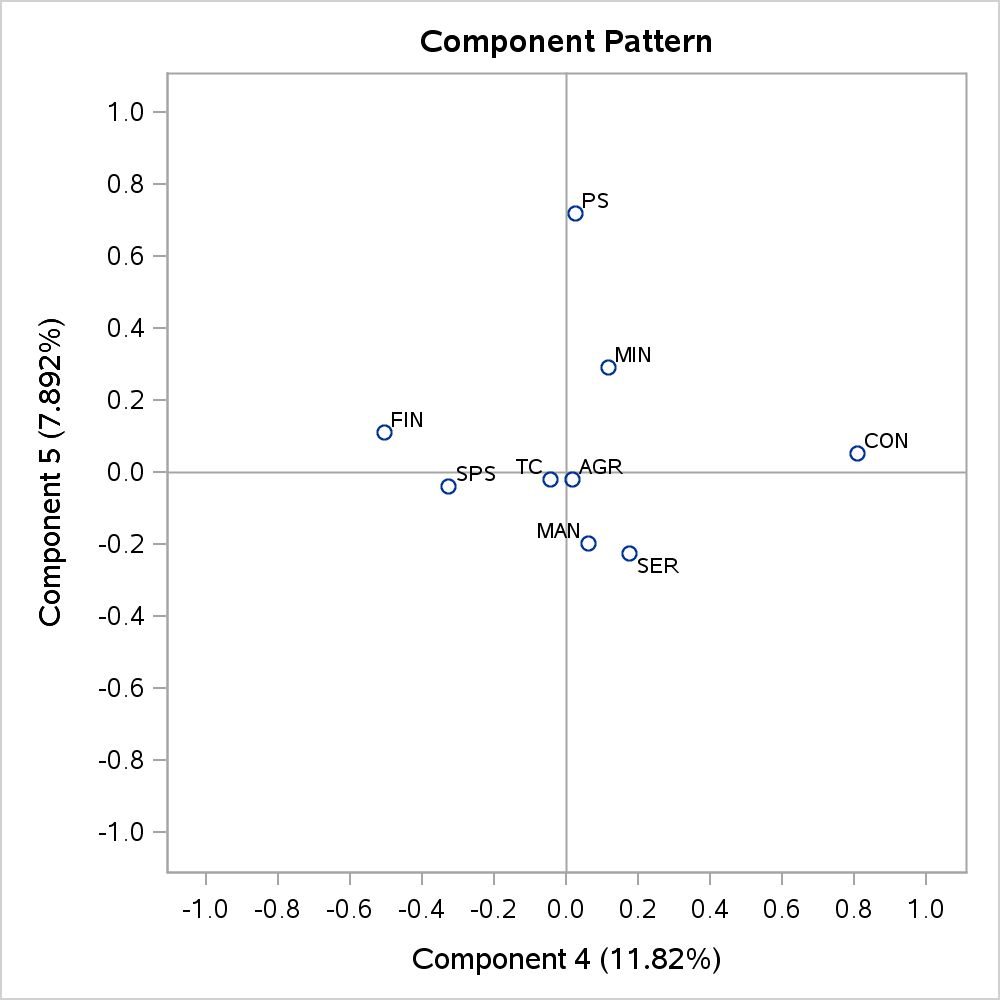 Component Pattern
1.0
0.8
0.6
0.4
0.2
0.0
-0.2
-0.4
-0.6
-0.8
-1.0
Component 5 (7.892%)
PS
MIN
FIN
CON
SPS
TC
AGR
MAN
SER
-1.0 -0.8 -0.6 -0.4 -0.2 0.0 0.2 0.4 0.6 0.8 1.0
Component 4 (11.82%)